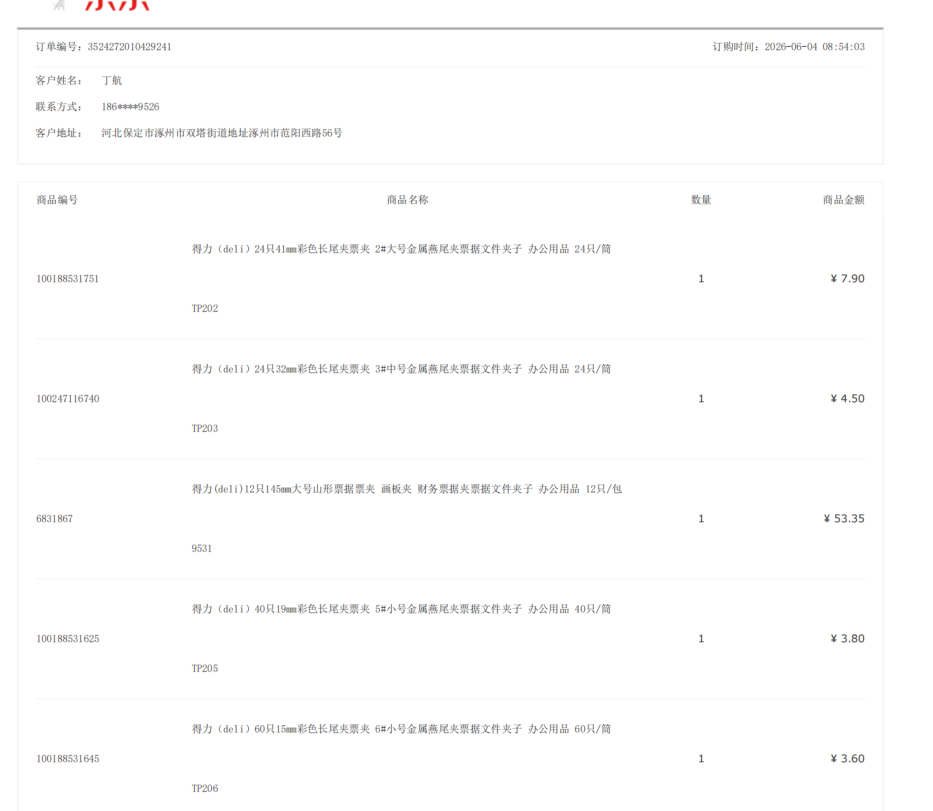 京东
订单编号：3524272010429241 订购时间：2026-06-04 08:54:03
客户姓名： 丁航
联系方式： 186****9526
客户地址： 河北保定市涿州市双塔街道地址涿州市范阳西路56号
商品编号 商品名称 数量 商品金额
得力（deli）24只41mm彩色长尾夹票夹 2#大号金属燕尾夹票据文件夹子 办公用品 24只/筒
100188531751 1 ¥ 7.90
TP202
得力（deli）24只32mm彩色长尾夹票夹 3#中号金属燕尾夹票据文件夹子 办公用品 24只/筒
100247116740 1 ¥ 4.50
TP203
得力(deli)12只145mm大号山形票据票夹 画板夹 财务票据夹票据文件夹子 办公用品 12只/包
6831867 1 ¥ 53.35
9531
得力（deli）40只19mm彩色长尾夹票夹 5#小号金属燕尾夹票据文件夹子 办公用品 40只/筒
100188531625 1 ¥ 3.80
TP205
得力（deli）60只15mm彩色长尾夹票夹 6#小号金属燕尾夹票据文件夹子 办公用品 60只/筒
100188531645 1 ¥ 3.60
TP206